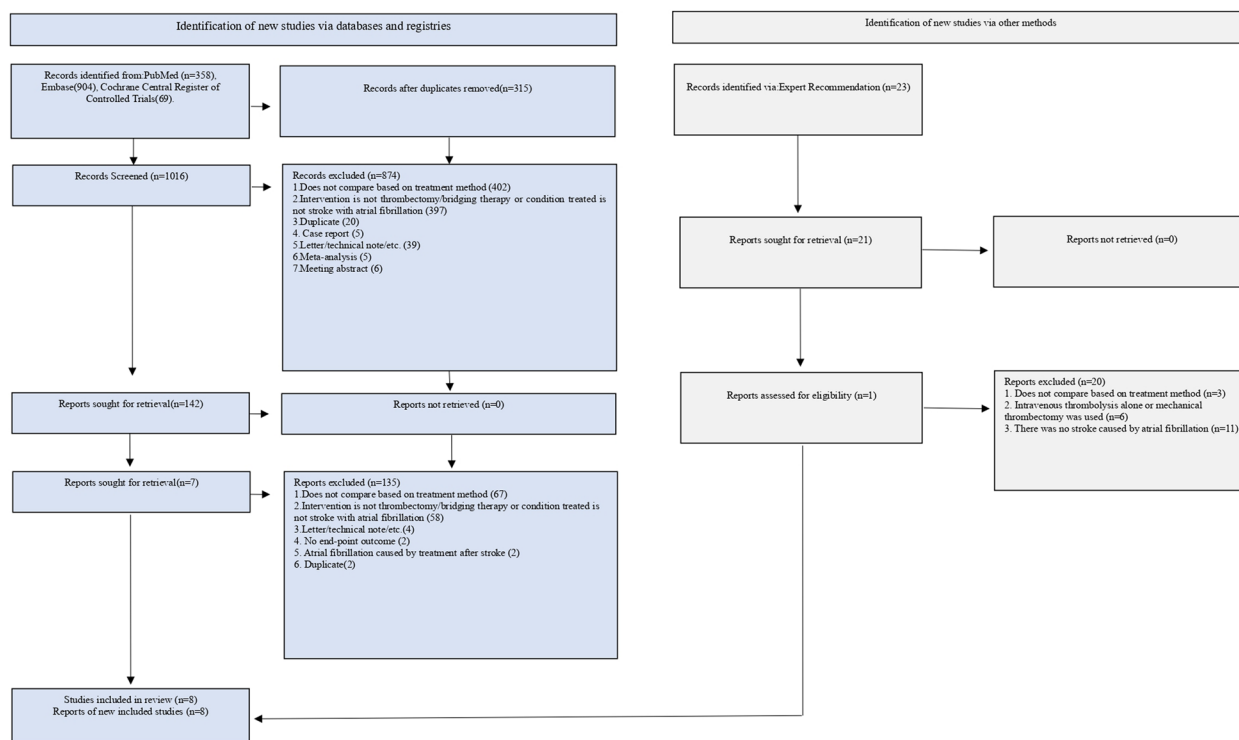 Identification of new studies via databases and registries
Identification of new studies via other methods
Records identified from:PubMed (n=358),
Embase(904), Cochrane Central Register of
Controlled Trials(69).
Records after duplicates removed(n=315)
Records Screened (n=1016)
Records excluded (n=874)
1.Does not compare based on treatment method (402)
2.Intervention is not thrombectomy/bridging therapy or condition treated is
not stroke with atrial fibrillation (397)
3.Duplicate (20)
4. Case report (5)
5.Letter/technical note/etc. (39)
6.Meta-analysis (5)
7.Meeting abstract (6)
Reports sought for retrieval(n=142)
Reports not retrieved (n=0)
Reports sought for retrieval(n=7)
Reports excluded (n=135)
1.Does not compare based on treatment method (67)
2.Intervention is not thrombectomy/bridging therapy or condition treated is
not stroke with atrial fibrillation (58)
3.Letter/technical note/etc.(4)
4. No end-point outcome (2)
5. Atrial fibrillation caused by treatment after stroke (2)
6. Duplicate(2)
Studies included in review (n=8)
Reports of new included studies (n=8)
Records identified via:Expert Recommendation (n=23)
Reports sought for retrieval (n=21)
Reports not retrieved (n=0)
Reports assessed for eligibility (n=1)
Reports excluded (n=20)
1. Does not compare based on treatment method (n=3)
2. Intravenous thrombolysis alone or mechanical
thrombectomy was used (n=6)
3. There was no stroke caused by atrial fibrillation (n=11)